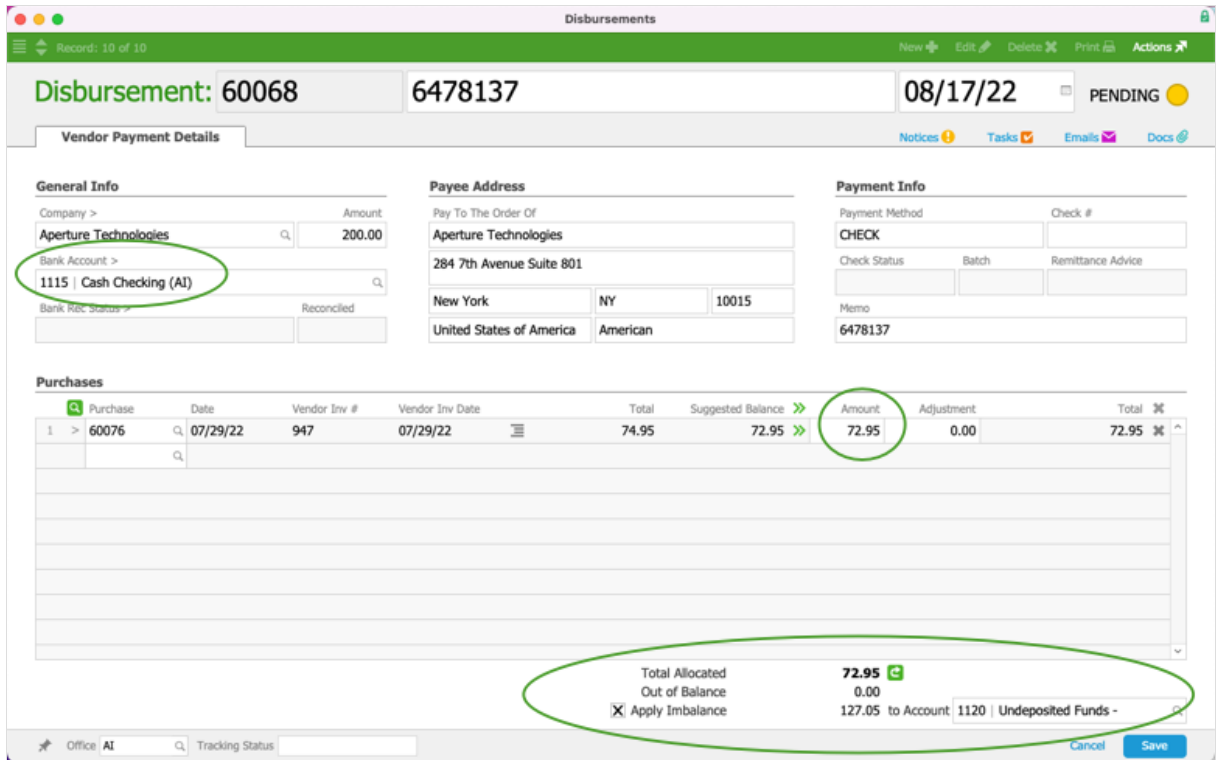 Disbursements
Record: 10 of 10 New Edit Delete Print Actions
Disbursement: 60068 6478137 08/17/22 PENDING
Vendor Payment Details Notices Tasks Emails Docs
General Info Payee Address Payment Info
Company > Amount Pay To The Order Of Payment Method Check #
Aperture Technologies 200.00 Aperture Technologies CHECK
Bank Account > 284 7th Avenue Suite 801 Check Status Batch Remittance Advice
1115 | Cash Checking (AI)
Bank Rec Status > Reconciled New York NY 10015 Memo
United States of America American 6478137
Purchases
Purchase Date Vendor Inv # Vendor Inv Date Total Suggested Balance Amount Adjustment Total
1 > 60076 07/29/22 947 07/29/22 74.95 72.95 72.95 0.00 72.95
Total Allocated 72.95
Out of Balance 0.00
X Apply Imbalance 127.05 to Account 1120 | Undeposited Funds -
Office AI Tracking Status Cancel Save